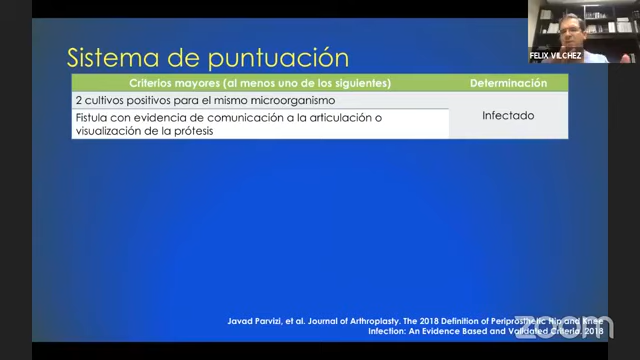 FELIX VILCHEZ
Sistema de puntuación
Criterios mayores (al menos uno de los siguientes)
Determinación
2 cultivos positivos para el mismo microorganismo
Fistula con evidencia de comunicación a la articulación o
visualización de la prótesis
Infectado
Javad Parvizi, et al. Journal of Arthroplasty. The 2018 Definition of Periprosthetic Hip and Knee
Infection: An Evidence Based and Validated Criteria. 2018
zoom